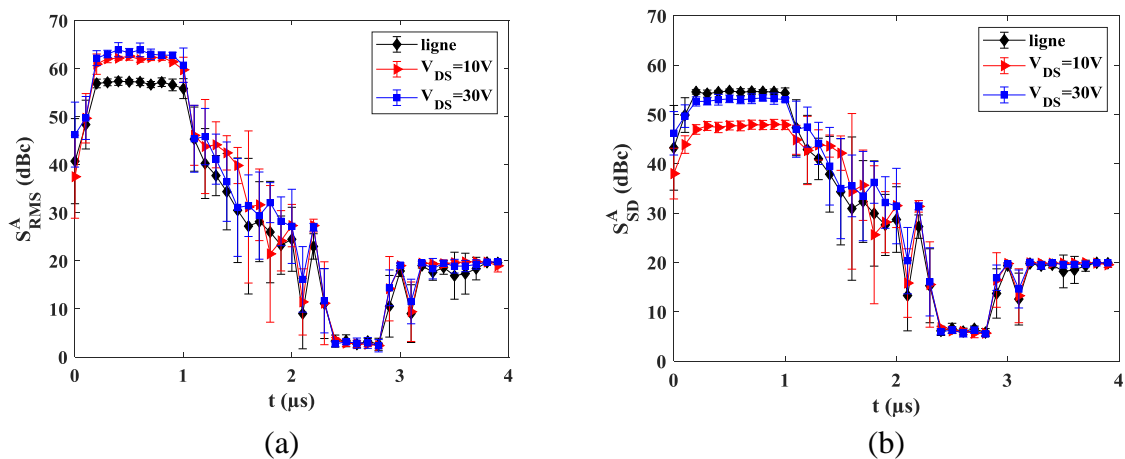 70
60
50
40
30
20
10
0
S^A_RMS (dBc)
0 1 2 3 4
t (µs)
ligne
V_DS=10V
V_DS=30V
(a)
70
60
50
40
30
20
10
0
S^A_SD (dBc)
0 1 2 3 4
t (µs)
ligne
V_DS=10V
V_DS=30V
(b)